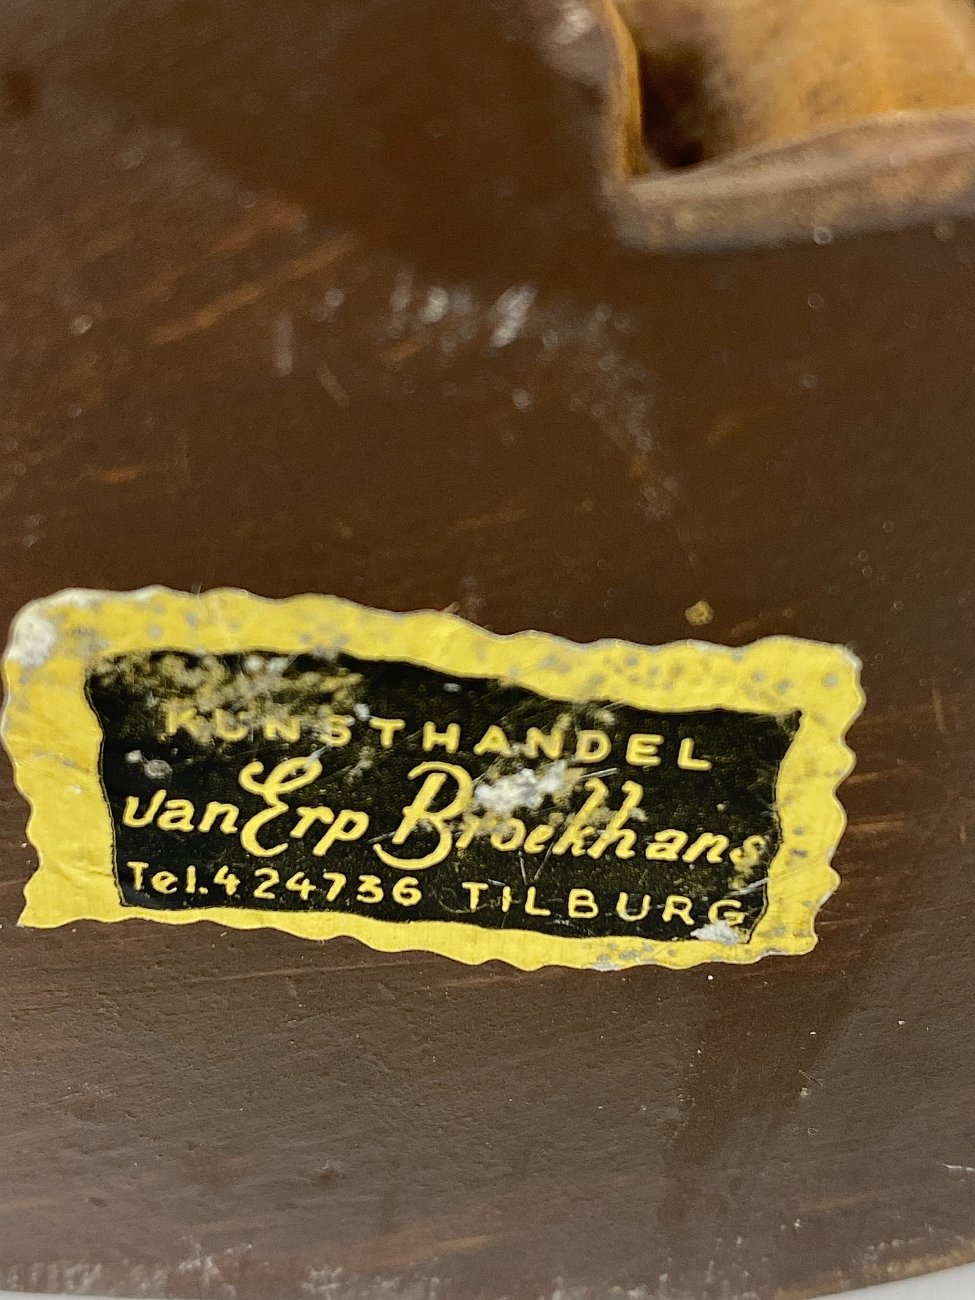 KUNSTHANDEL
van Erp Broekhans
Tel. 424736 TILBURG